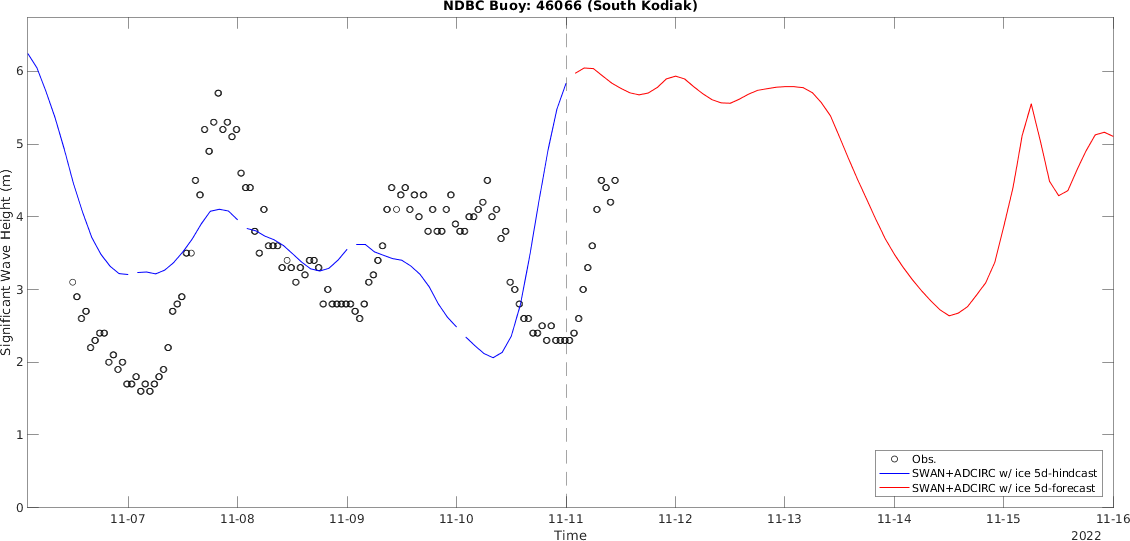 NDBC Buoy: 46066 (South Kodiak)
Significant Wave Height (m)
6
5
4
3
2
1
0
Obs.
SWAN+ADCIRC w/ ice 5d-hindcast
SWAN+ADCIRC w/ ice 5d-forecast
11-07 11-08 11-09 11-10 11-11 11-12 11-13 11-14 11-15 11-16
Time
2022